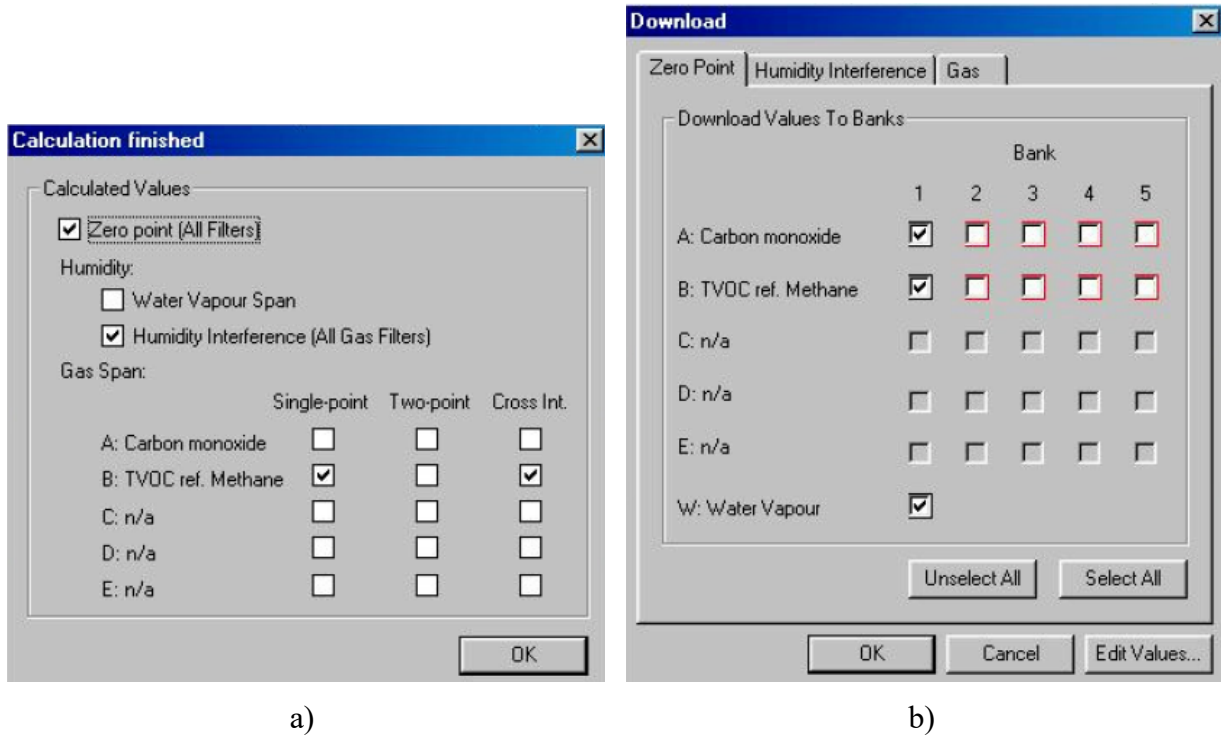 Calculation finished
Calculated Values
Zero point (All Filters)
Humidity:
Water Vapour Span
Humidity Interference (All Gas Filters)
Gas Span:
Single-point Two-point Cross Int.
A: Carbon monoxide
B: TVOC ref. Methane
C: n/a
D: n/a
E: n/a
OK
a)
Download
Zero Point Humidity Interference Gas
Download Values To Banks
Bank
1 2 3 4 5
A: Carbon monoxide
B: TVOC ref. Methane
C: n/a
D: n/a
E: n/a
W: Water Vapour
Unselect All Select All
OK Cancel Edit Values...
b)